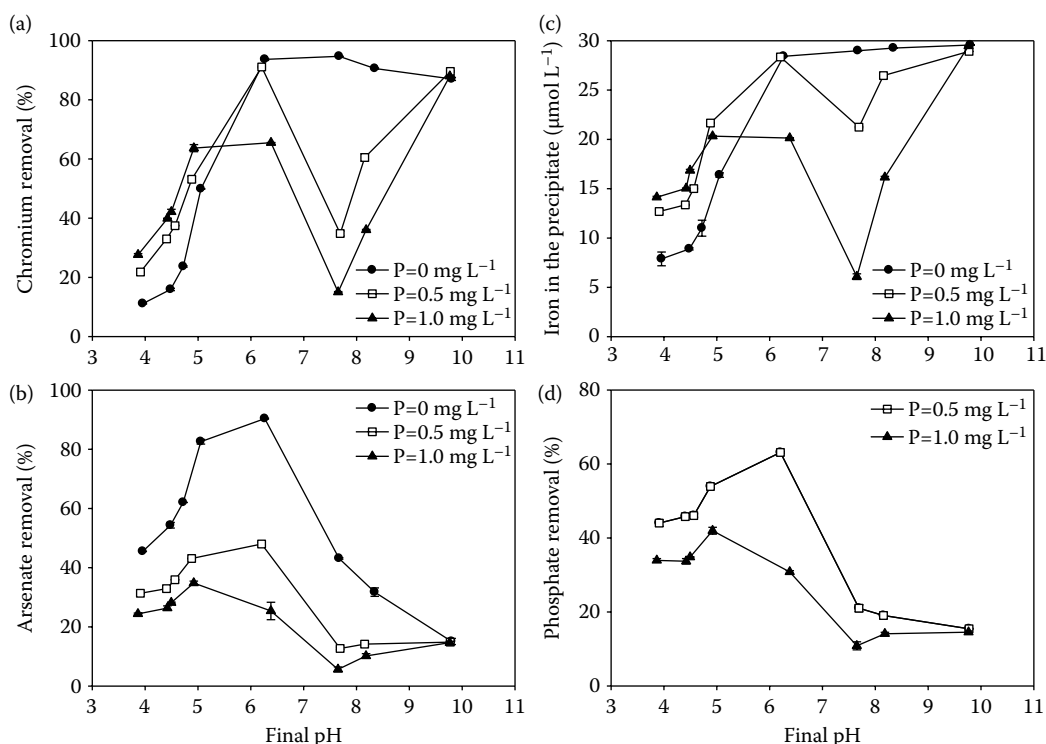 (a)
Chromium removal (%)
100
80
60
40
20
0
P=0 mg L⁻¹
P=0.5 mg L⁻¹
P=1.0 mg L⁻¹
3 4 5 6 7 8 9 10 11
(c)
Iron in the precipitate (μmol L⁻¹)
30
25
20
15
10
5
0
P=0 mg L⁻¹
P=0.5 mg L⁻¹
P=1.0 mg L⁻¹
3 4 5 6 7 8 9 10 11
(b)
Arsenate removal (%)
100
80
60
40
20
0
P=0 mg L⁻¹
P=0.5 mg L⁻¹
P=1.0 mg L⁻¹
3 4 5 6 7 8 9 10 11
Final pH
(d)
Phosphate removal (%)
80
60
40
20
0
P=0.5 mg L⁻¹
P=1.0 mg L⁻¹
3 4 5 6 7 8 9 10 11
Final pH